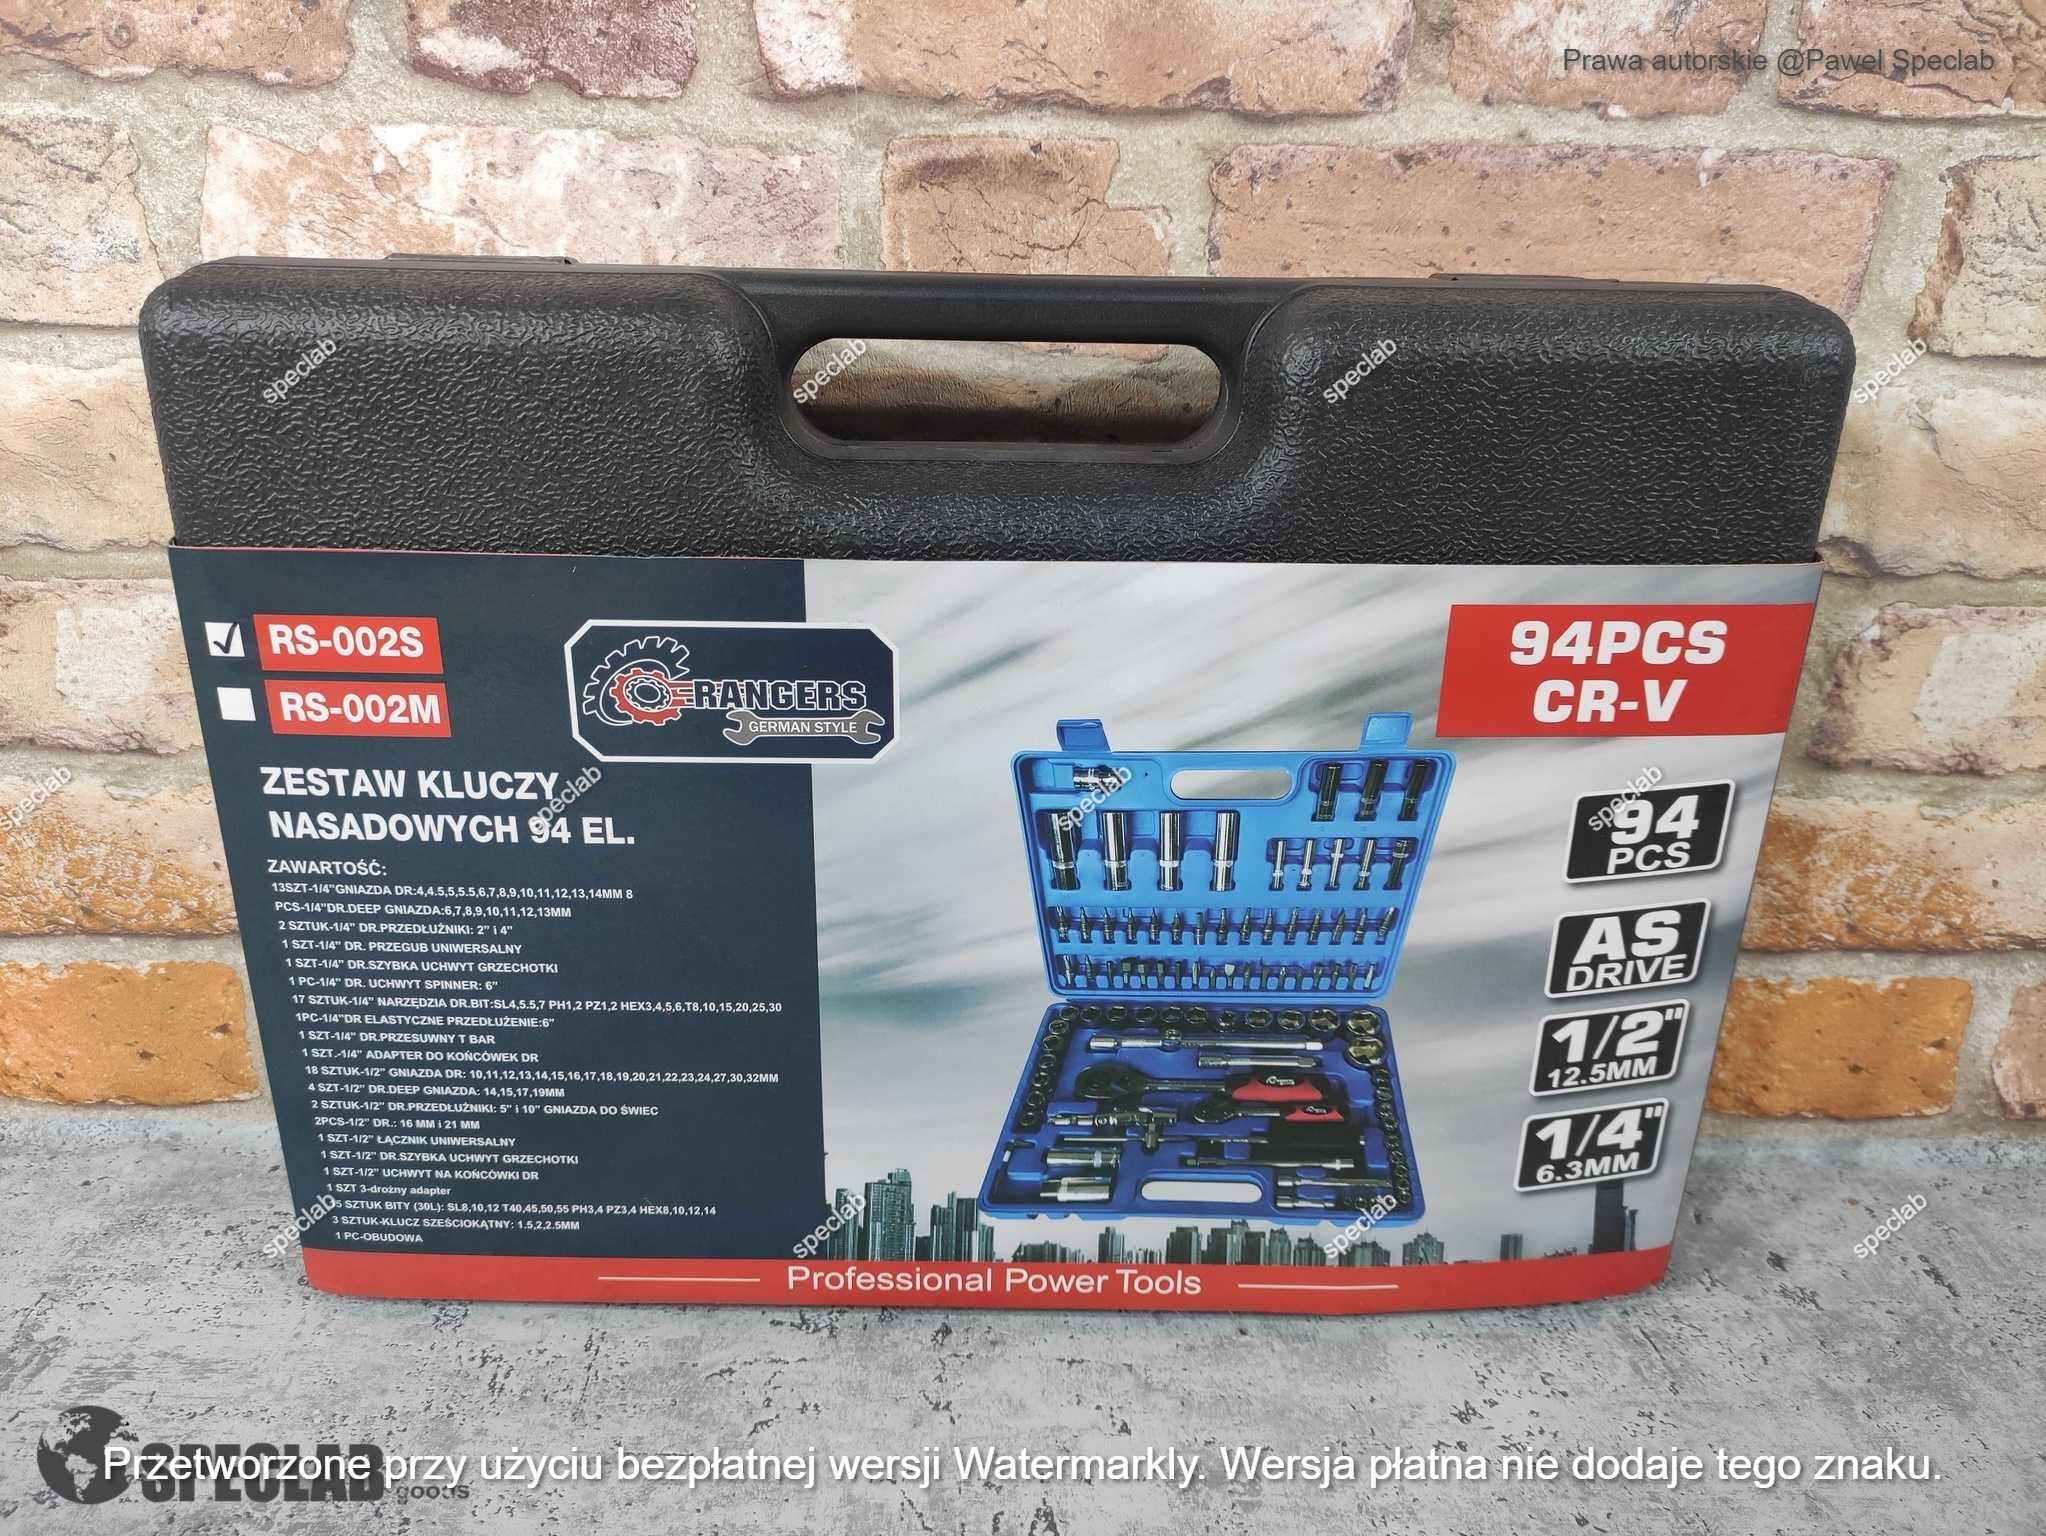 Prawa autorskie @Pawel Speclab
RS-002S
RS-002M
RANGERS
GERMAN STYLE
94PCS
CR-V
ZESTAW KLUCZY
NASADOWYCH 94 EL.
ZAWARTOŚĆ:
13SZT-1/4"GNIAZDA DR:4,4.5,5,5.5,6,7,8,9,10,11,12,13,14MM 8
PCS-1/4"DR.DEEP GNIAZDA:6,7,8,9,10,11,12,13MM
2 SZTUK-1/4" DR.PRZEDŁUŻNIKI: 2" i 4"
1 SZT-1/4" DR. PRZEGUB UNIWERSALNY
1 SZT-1/4" DR.SZYBKA UCHWYT GRZECHOTKI
1 PC-1/4" DR. UCHWYT SPINNER: 6"
17 SZTUK-1/4" NARZĘDZIA DR.BIT:SL4,5.5,7 PH1,2 PZ1,2 HEX3,4,5,6,T8,10,15,20,25,30
1PC-1/4"DR ELASTYCZNE PRZEDŁUŻENIE:6"
1 SZT-1/4" DR.PRZESUWNY T BAR
1 SZT.-1/4" ADAPTER DO KOŃCÓWEK DR
18 SZTUK-1/2" GNIAZDA DR: 10,11,12,13,14,15,16,17,18,19,20,21,22,23,24,27,30,32MM
4 SZT-1/2" DR.DEEP GNIAZDA: 14,15,17,19MM
2 SZTUK-1/2" DR.PRZEDŁUŻNIKI: 5" i 10" GNIAZDA DO ŚWIEC
2PCS-1/2" DR.: 16 MM i 21 MM
1 SZT-1/2" ŁĄCZNIK UNIWERSALNY
1 SZT-1/2" DR.SZYBKA UCHWYT GRZECHOTKI
1 SZT-1/2" UCHWYT NA KOŃCÓWKI DR
1 SZT 3-drożny adapter
SZTUK BITY (30L): SL8,10,12 T40,45,50,55 PH3,4 PZ3,4 HEX8,10,12,14
3 SZTUK-KLUCZ SZEŚCIOKĄTNY: 1.5,2,2.5MM
1 PC-OBUDOWA
94
PCS
AS
DRIVE
1/2"
12.5MM
1/4"
6.3MM
Professional Power Tools
speclab
speclab
speclab
speclab
speclab
speclab
speclab
speclab
speclab
speclab
speclab
speclab
SPECLAB
goods
Przetworzone przy użyciu bezpłatnej wersji Watermarkly. Wersja płatna nie dodaje tego znaku.